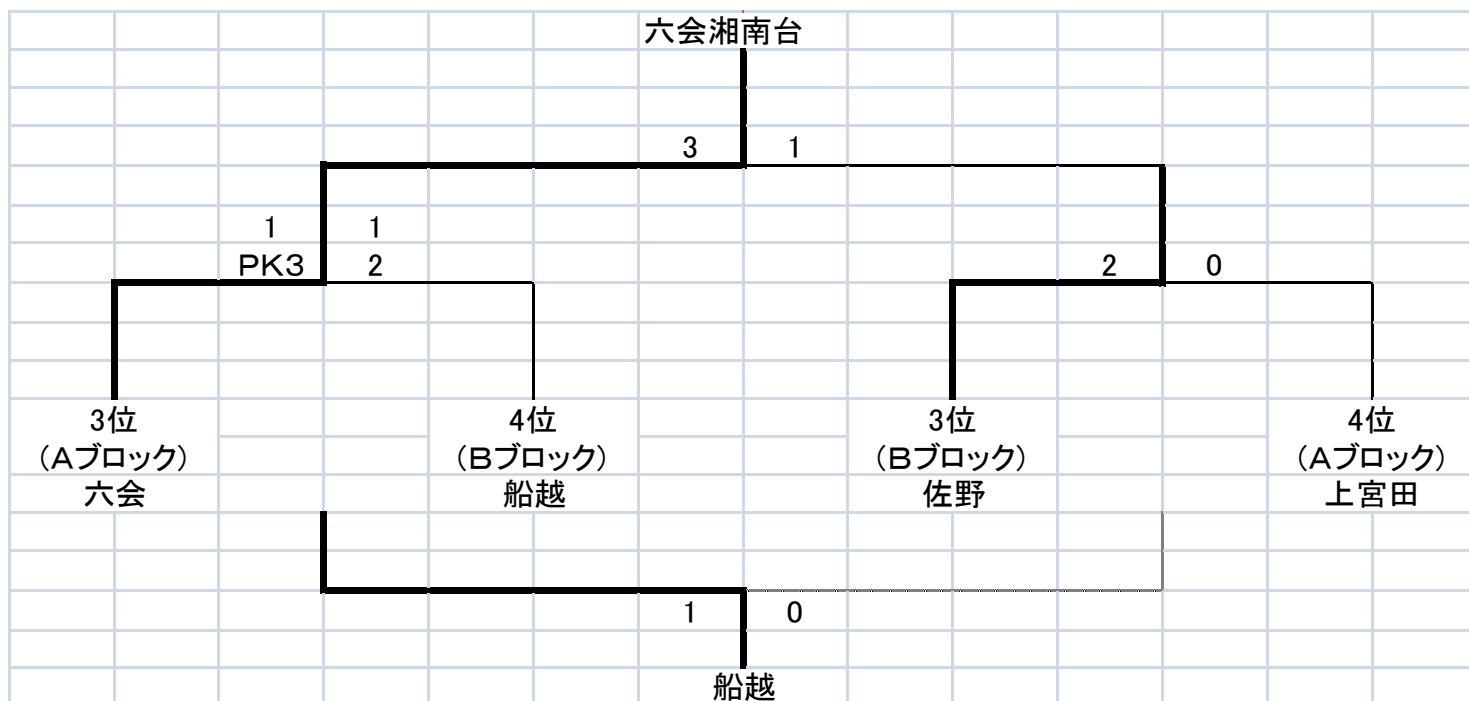 六会湘南台
3 1
1 1
PK3 2
2 0
3位 4位 3位 4位
(Aブロック) (Bブロック) (Bブロック) (Aブロック)
六会 船越 佐野 上宮田
1 0
船越